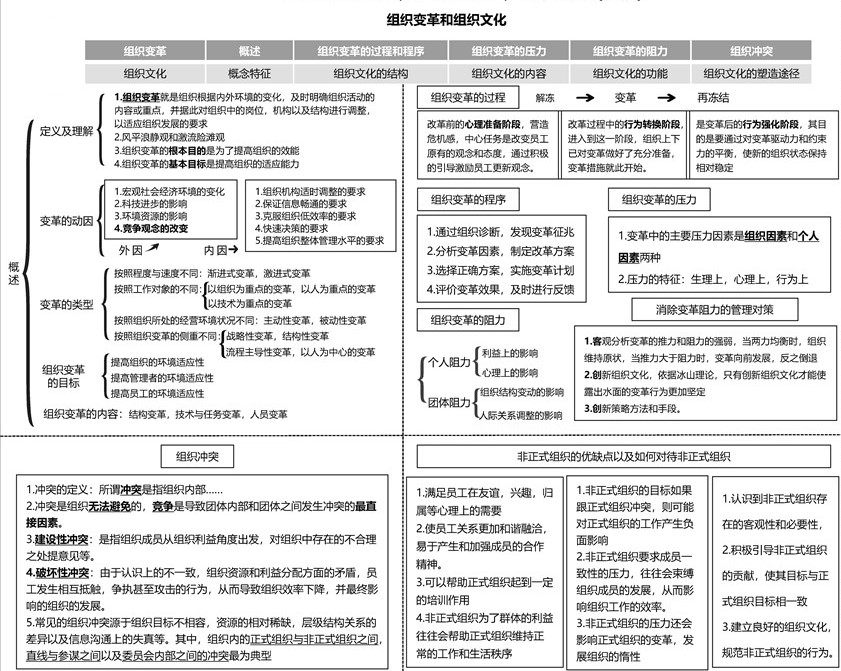 组织变革和组织文化
组织变革 概述 组织变革的过程和程序 组织变革的压力 组织变革的阻力 组织冲突
组织文化 概念特征 组织文化的结构 组织文化的内容 组织文化的功能 组织文化的塑造途径
概述
定义及理解
1.组织变革就是组织根据内外环境的变化，及时明确组织活动的
内容或重点，并据此对组织中的岗位，机构以及结构进行调整，
以适应组织发展的要求
2.风平浪静观和激流险滩观
3.组织变革的根本目的是为了提高组织的效能
4.组织变革的基本目标是提高组织的适应能力
变革的动因
1.宏观社会经济环境的变化
2.科技进步的影响
3.环境资源的影响
4.竞争观念的改变
外因
内因
1.组织机构适时调整的要求
2.保证信息畅通的要求
3.克服组织低效率的要求
4.快速决策的要求
5.提高组织整体管理水平的要求
变革的类型
按照程度与速度不同：渐进式变革，激进式变革
按照工作对象的不同：以组织为重点的变革，以人为重点的变革
以技术为重点的变革
按照组织所处的经营环境状况不同：主动性变革，被动性变革
按照组织变革的侧重不同：战略性变革，结构性变革
流程主导性变革，以人为中心的变革
组织变革
的目标
提高组织的环境适应性
提高管理者的环境适应性
提高员工的环境适应性
组织变革的内容：结构变革，技术与任务变革，人员变革
组织变革的过程 解冻 变革 再冻结
改革前的心理准备阶段，营造
危机感，中心任务是改变员工
原有的观念和态度，通过积极
的引导激励员工更新观念。
改革过程中的行为转换阶段，
进入到这一阶段，组织上下
已对变革做好了充分准备，
变革措施就此开始。
是变革后的行为强化阶段，其目
的是要通过对变革驱动力和约束
力的平衡，使新的组织状态保持
相对稳定
组织变革的程序
1.通过组织诊断，发现变革征兆
2.分析变革因素，制定改革方案
3.选择正确方案，实施变革计划
4.评价变革效果，及时进行反馈
组织变革的压力
1.变革中的主要压力因素是组织因素和个人
因素两种
2.压力的特征：生理上，心理上，行为上
组织变革的阻力
个人阻力
利益上的影响
心理上的影响
团体阻力
组织结构变动的影响
人际关系调整的影响
消除变革阻力的管理对策
1.客观分析变革的推力和阻力的强弱，当两力均衡时，组织
维持原状，当推力大于阻力时，变革向前发展，反之倒退
2.创新组织文化，依据冰山理论，只有创新组织文化才能使
露出水面的变革行为更加坚定
3.创新策略方法和手段。
组织冲突
1.冲突的定义：所谓冲突是指组织内部……
2.冲突是组织无法避免的，竞争是导致团体内部和团体之间发生冲突的最直
接因素。
3.建设性冲突：是指组织成员从组织利益角度出发，对组织中存在的不合理
之处提意见等。
4.破坏性冲突：由于认识上的不一致，组织资源和利益分配方面的矛盾，员
工发生相互抵触，争执甚至攻击的行为，从而导致组织效率下降，并最终影
响的组织的发展。
5.常见的组织冲突源于组织目标不相容，资源的相对稀缺，层级结构关系的
差异以及信息沟通上的失真等。其中，组织内的正式组织与非正式组织之间，
直线与参谋之间以及委员会内部之间的冲突最为典型
非正式组织的优缺点以及如何对待非正式组织
1.满足员工在友谊，兴趣，归
属等心理上的需要
2.使员工关系更加和谐融洽，
易于产生和加强成员的合作
精神。
3.可以帮助正式组织起到一定
的培训作用
4.非正式组织为了群体的利益
往往会帮助正式组织维持正
常的工作和生活秩序
1.非正式组织的目标如果
跟正式组织冲突，则可能
对正式组织的工作产生负
面影响
2.非正式组织要求成员一
致性的压力，往往会束缚
组织成员的发展，从而影
响组织工作的效率。
3.非正式组织的压力还会
影响正式组织的变革，发
展组织的惰性
1.认识到非正式组织存
在的客观性和必要性，
2.积极引导非正式组织
的贡献，使其目标与正
式组织目标相一致
3.建立良好的组织文化，
规范非正式组织的行为。